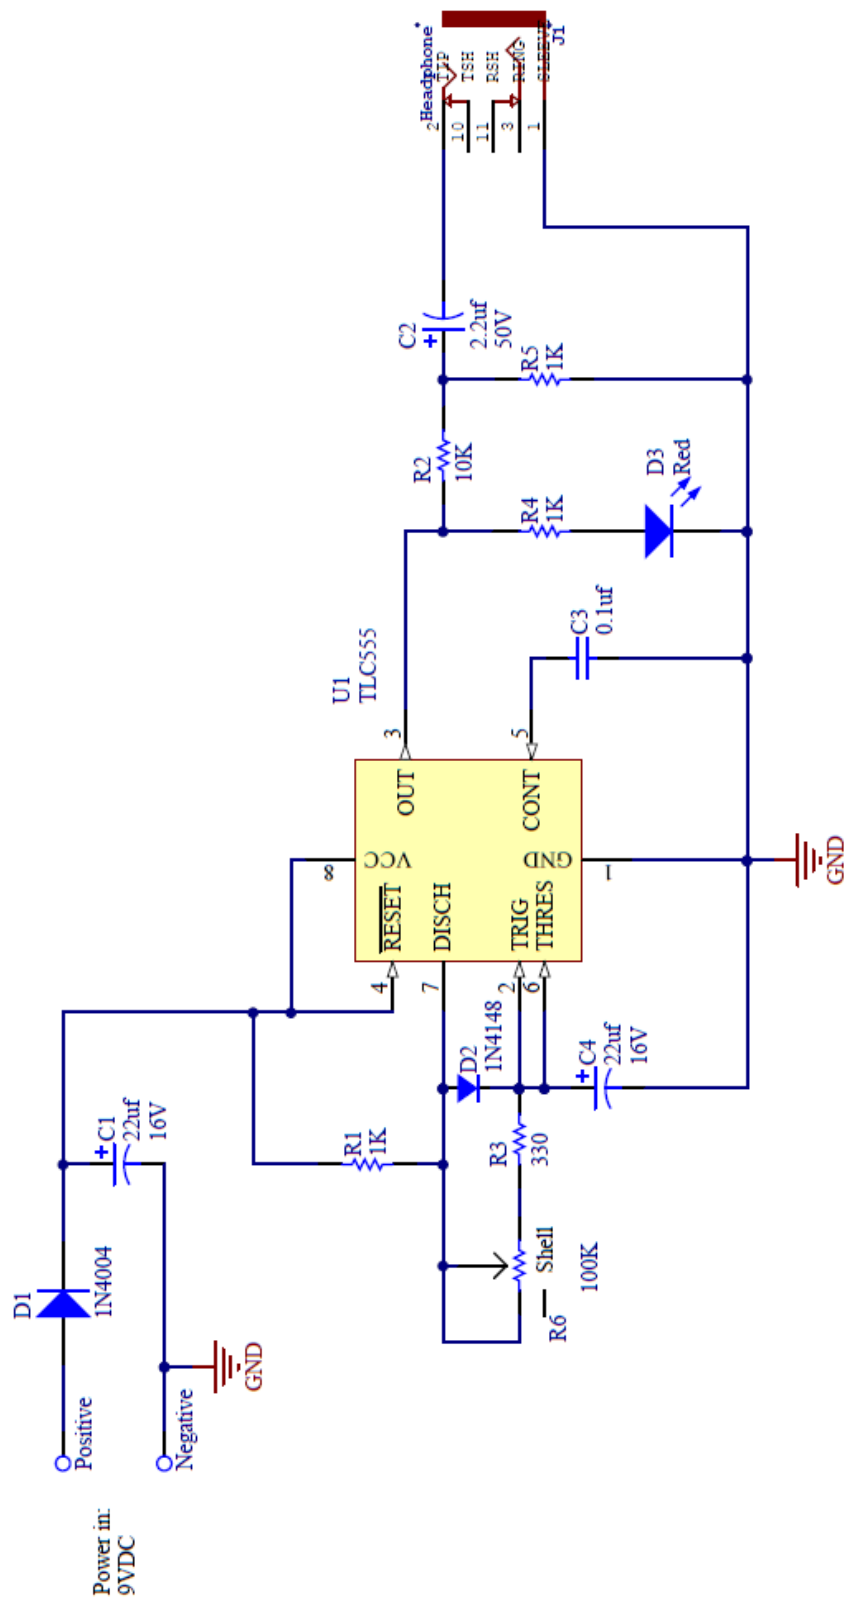 Power in:
9VDC
Positive
Negative
GND
D1
1N4004
C1
+
22uf
16V
R6
Shell
100K
R3
330
R1
1K
D2
1N4148
C4
+
22uf
16V
4
7
2
6
RESET
DISCH
TRIG
THRES
VCC
8
GND
1
OUT
3
CONT
5
U1
TLC555
GND
C3
0.1uf
R4
1K
D3
Red
R2
10K
R5
1K
C2
+
2.2uf
50V
Headphone*
2
10
11
3
1
TIP
TSH
RSH
RING
SLEEVE
J1
*